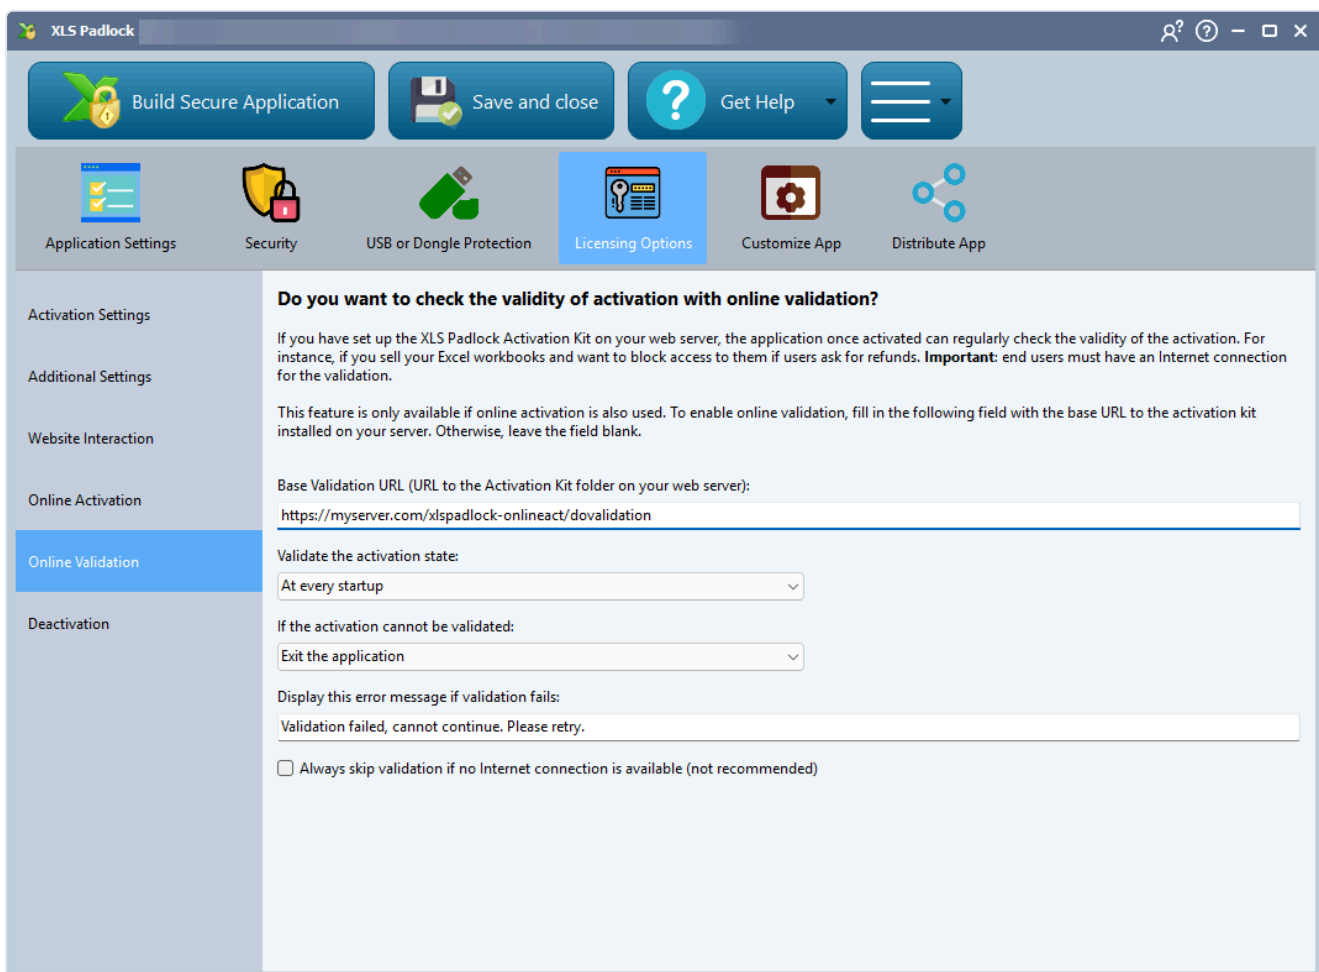 XLS Padlock
Build Secure Application
Save and close
Get Help
Application Settings
Security
USB or Dongle Protection
Licensing Options
Customize App
Distribute App
Activation Settings
Additional Settings
Website Interaction
Online Activation
Online Validation
Deactivation
Do you want to check the validity of activation with online validation?
If you have set up the XLS Padlock Activation Kit on your web server, the application once activated can regularly check the validity of the activation. For
instance, if you sell your Excel workbooks and want to block access to them if users ask for refunds. Important: end users must have an Internet connection
for the validation.
This feature is only available if online activation is also used. To enable online validation, fill in the following field with the base URL to the activation kit
installed on your server. Otherwise, leave the field blank.
Base Validation URL (URL to the Activation Kit folder on your web server):
https://myserver.com/xlspadlock-onlineact/dovalidation
Validate the activation state:
At every startup
If the activation cannot be validated:
Exit the application
Display this error message if validation fails:
Validation failed, cannot continue. Please retry.
Always skip validation if no Internet connection is available (not recommended)